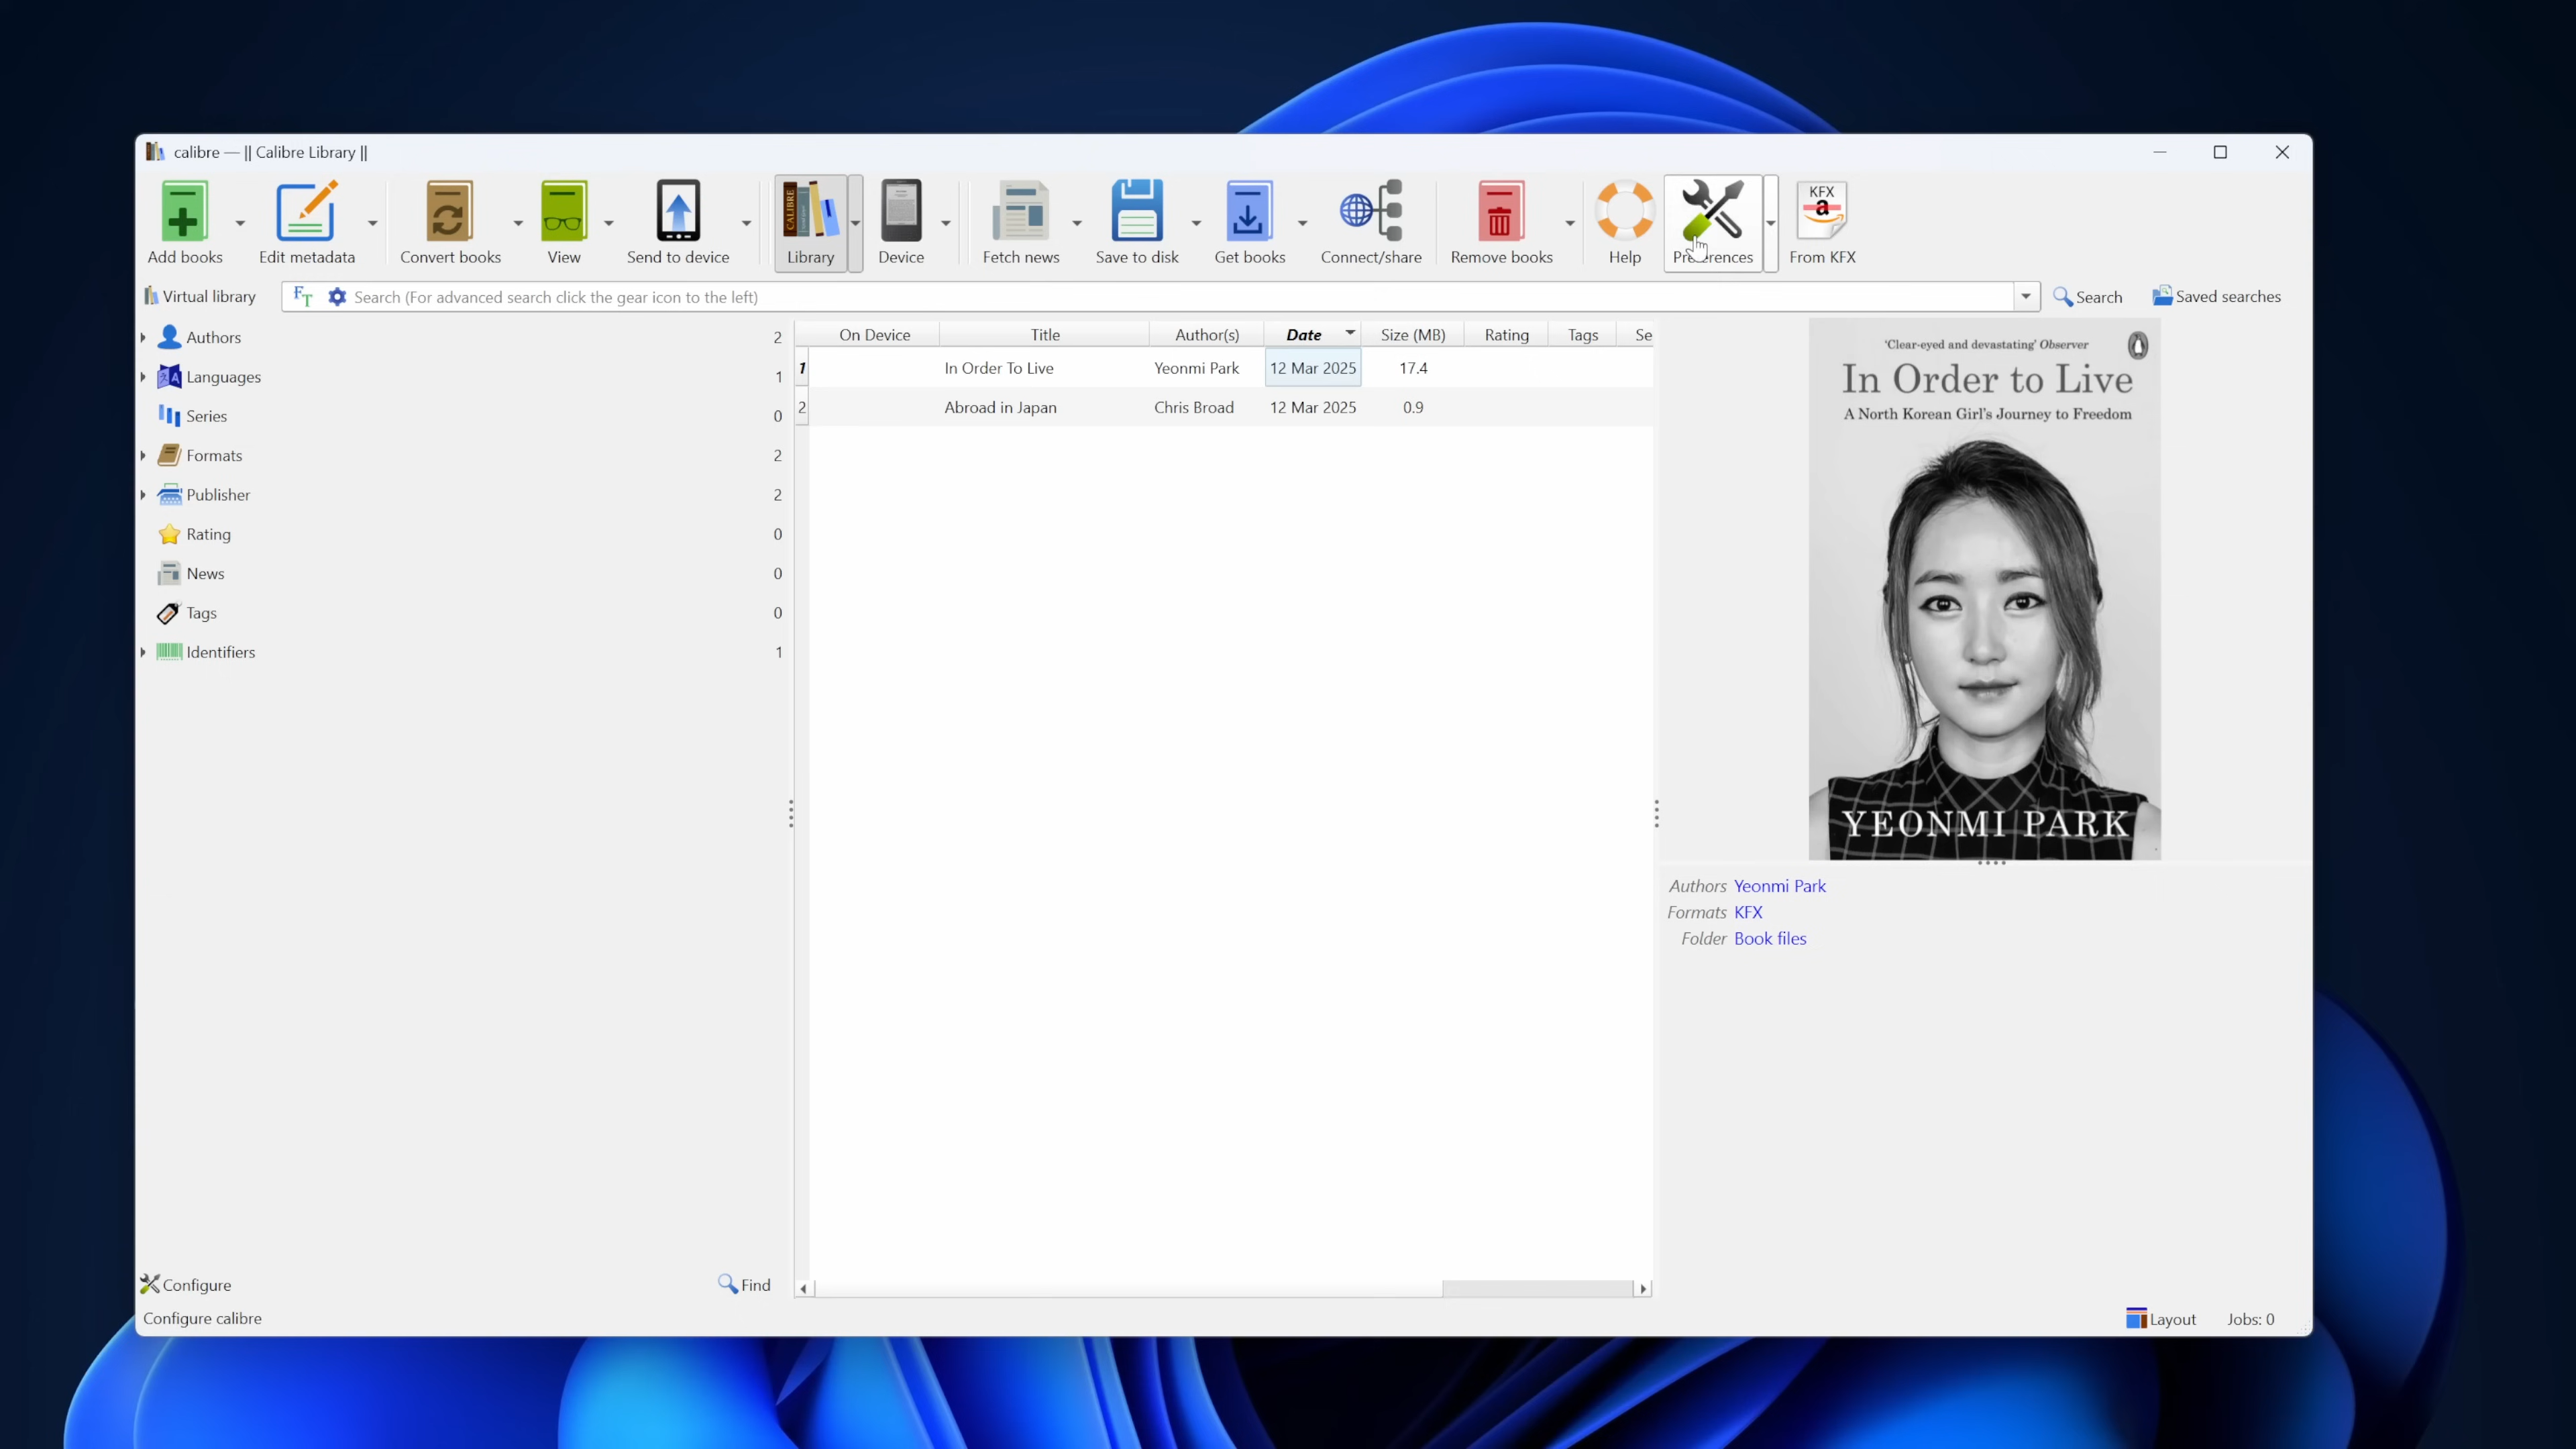 calibre — || Calibre Library ||
Add books
Edit metadata
Convert books
View
Send to device
CALIBRE
Library
Device
Fetch news
Save to disk
Get books
Connect/share
Remove books
Help
Preferences
KFX
a
From KFX
Virtual library
FT
Search (For advanced search click the gear icon to the left)
Search
Saved searches
Authors 2
Languages 1
Series 0
Formats 2
Publisher 2
Rating 0
News 0
Tags 0
Identifiers 1
On Device Title Author(s) Date Size (MB) Rating Tags Se
1 In Order To Live Yeonmi Park 12 Mar 2025 17.4
2 Abroad in Japan Chris Broad 12 Mar 2025 0.9
'Clear-eyed and devastating' Observer
In Order to Live
A North Korean Girl's Journey to Freedom
YEONMI PARK
Authors Yeonmi Park
Formats KFX
Folder Book files
Configure
Find
Configure calibre
Layout
Jobs: 0